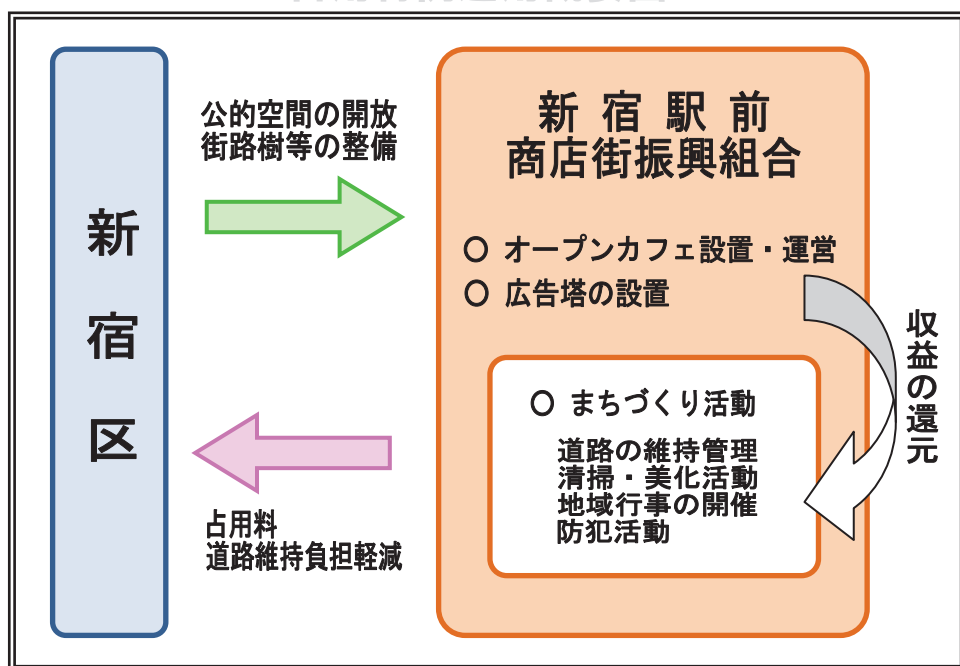 新宿区
公的空間の開放
街路樹等の整備
占用料
道路維持負担軽減
新宿駅前
商店街振興組合
○ オープンカフェ設置・運営
○ 広告塔の設置
○ まちづくり活動
道路の維持管理
清掃・美化活動
地域行事の開催
防犯活動
収益の還元